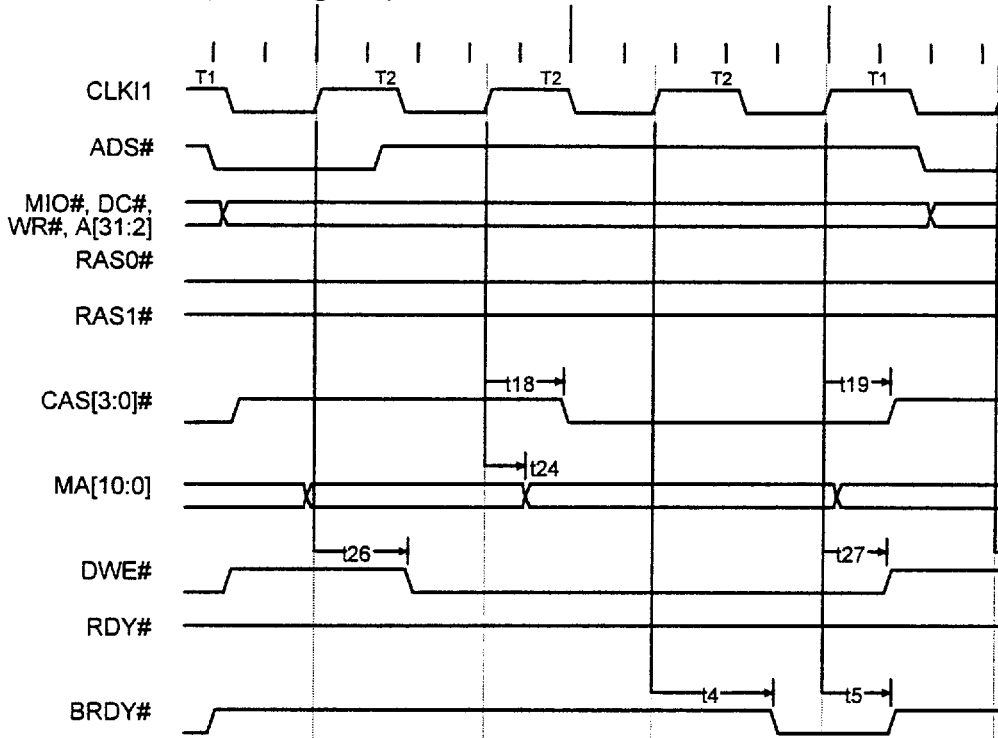 T1 T2 T2 T2 T1
CLKI1
ADS#
MIO#, DC#,
WR#, A[31:2]
RAS0#
RAS1#
t18 t19
CAS[3:0]#
t24
MA[10:0]
t26 t27
DWE#
RDY#
t4 t5
BRDY#